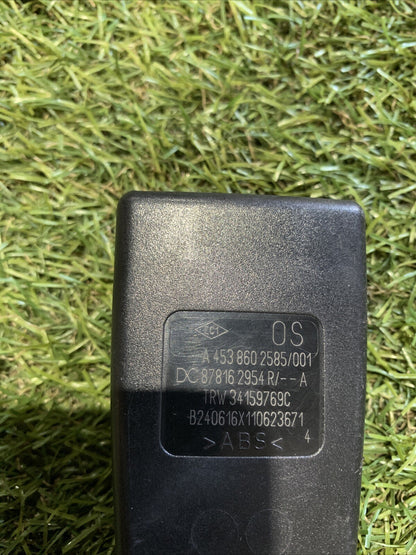 OS
A 453 860 2585/001
DC 87816 2954 R/--A
TRW 34159769C
B240616X110623671
>ABS< 4